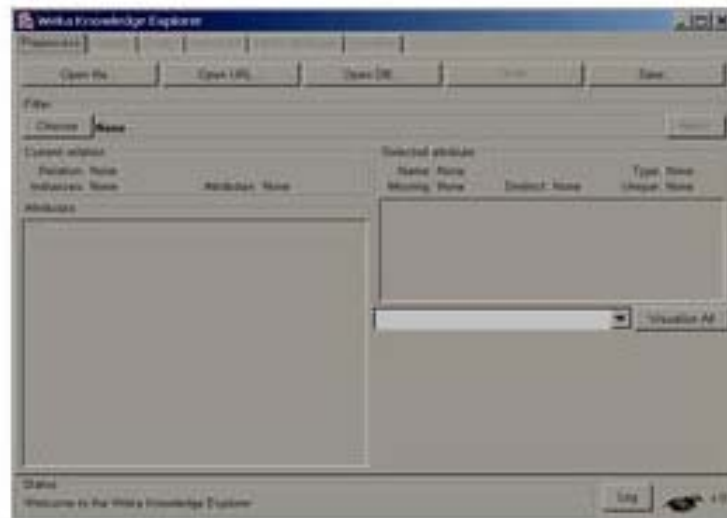 Weka Knowledge Explorer
Preprocess
Open file... Open URL... Open DB... Save...
Filter
Choose None
Current relation
Relation: None
Instances: None Attributes: None
Selected attribute
Name: None Type: None
Missing: None Distinct: None Unique: None
Attributes
Visualize All
Status
Welcome to the Weka Knowledge Explorer
Log x 0